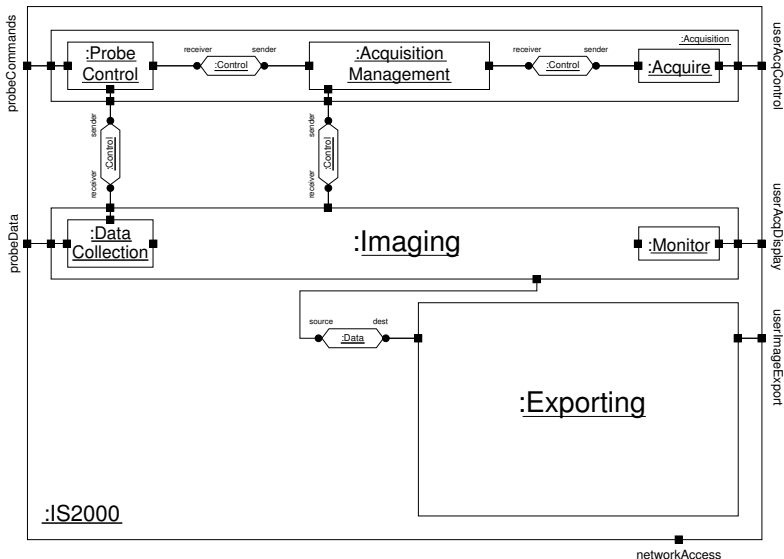 probeCommands
:Probe
Control
receiver
sender
:Control
:Acquisition
Management
receiver
sender
:Control
:Acquisition
:Acquire
userAcqControl
sender
:Control
receiver
sender
:Control
receiver
probeData
:Data
Collection
:Imaging
:Monitor
userAcqDisplay
source
dest
:Data
:Exporting
userImageExport
:IS2000
networkAccess